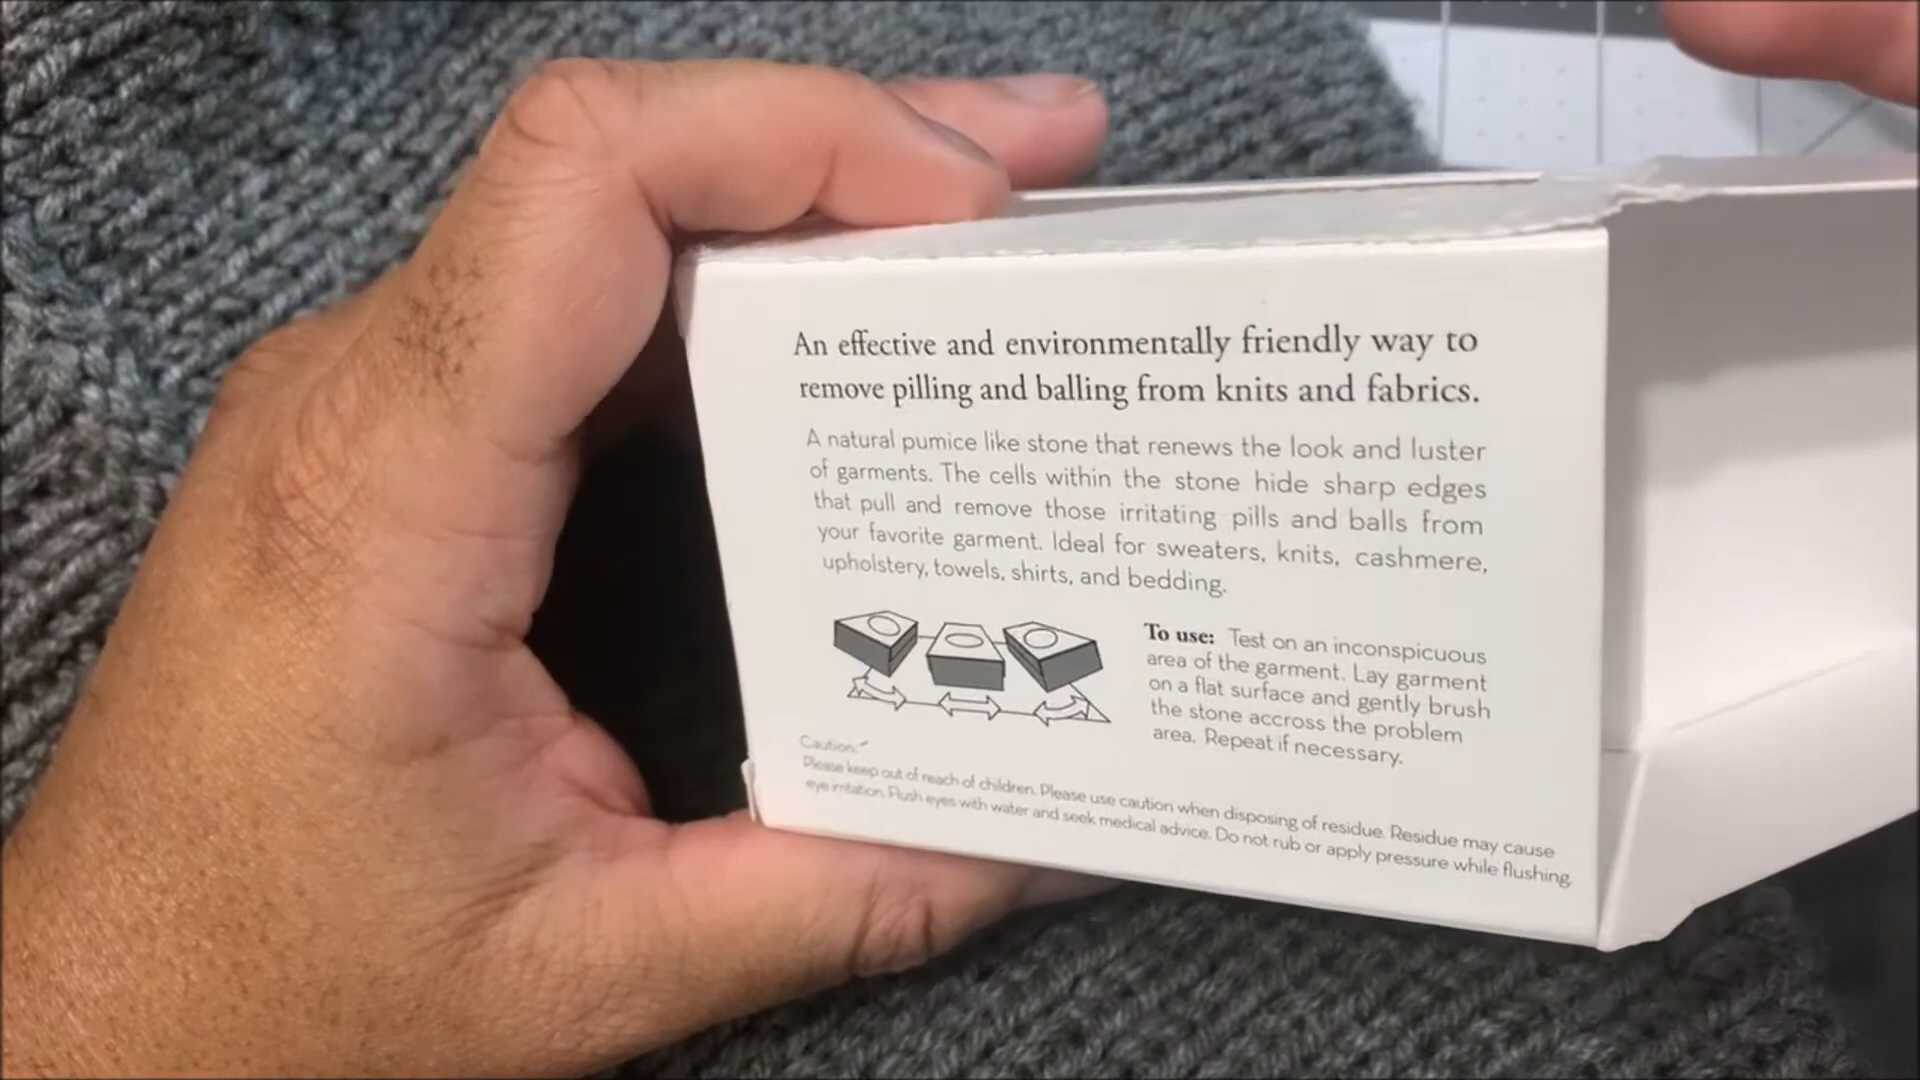 An effective and environmentally friendly way to
remove pilling and balling from knits and fabrics.
A natural pumice like stone that renews the look and luster
of garments. The cells within the stone hide sharp edges
that pull and remove those irritating pills and balls from
your favorite garment. Ideal for sweaters, knits, cashmere,
upholstery, towels, shirts, and bedding.
To use: Test on an inconspicuous
area of the garment. Lay garment
on a flat surface and gently brush
the stone accross the problem
area. Repeat if necessary.
Caution:
Please keep out of reach of children. Please use caution when disposing of residue. Residue may cause
eye irritation. Flush eyes with water and seek medical advice. Do not rub or apply pressure while flushing.